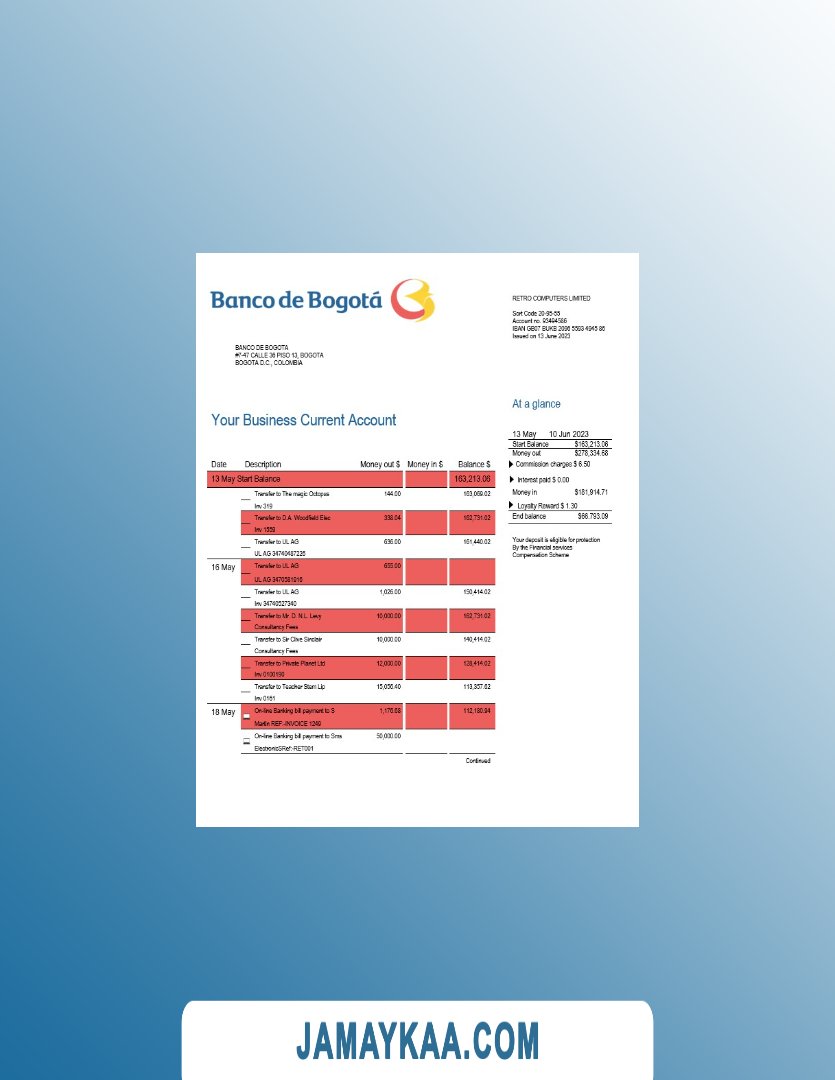 Banco de Bogotá
RETRO COMPUTERS LIMITED
Sort Code 20-95-55
Account no. 93494586
IBAN GB07 BUKB 2096 5593 4945 86
Issued on 13 June 2023
BANCO DE BOGOTA
#7-47 CALLE 36 PISO 13, BOGOTA
BOGOTA D.C., COLOMBIA
At a glance
Your Business Current Account
13 May 10 Jun 2023
Start Balance $163,213.06
Money out $278,334.68
Commission charges $ 6.50
Interest paid $ 0.00
Money in $181,914.71
Loyalty Reward $ 1.30
End balance $66,793.09
Your deposit is eligible for protection
By the Financial services
Compensation Scheme
Date Description Money out $ Money in $ Balance $
13 May Start Balance 163,213.06
Transfer to The magic Octopus 144.00 163,069.02
Inv 319
Transfer to D.A. Woodfield Elec 338.04 162,731.02
Inv 1559
Transfer to UL AG 636.00 161,440.02
UL AG 34740487226
16 May Transfer to UL AG 655.00
UL AG 3470581816
Transfer to UL AG 1,026.00 150,414.02
Inv 34740527340
Transfer to Mr. D. N.L. Levy 10,000.00 162,731.02
Consultancy Fees
Transfer to Sir Clive Sinclair 10,000.00 140,414.02
Consultancy Fees
Transfer to Private Planet Ltd 12,000.00 128,414.02
Inv 0100190
Transfer to Teacher Stern Llp 15,056.40 113,357.62
Inv 0161
18 May On-line Banking bill payment to S 1,176.68 112,180.94
Martin REF:-INVOICE 1249
On-line Banking bill payment to Sms 50,000.00
ElectronicSRef:-RET001
Continued
JAMAYKAA.COM